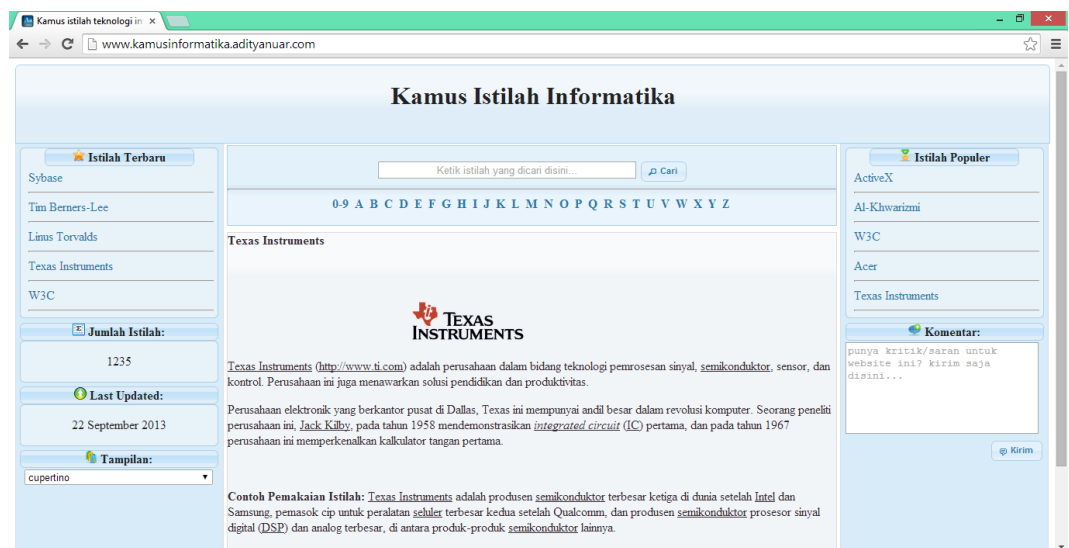 Kamus istilah teknologi in
www.kamusinformatika.adityanuar.com
Kamus Istilah Informatika
Istilah Terbaru
Sybase
Tim Berners-Lee
Linus Torvalds
Texas Instruments
W3C
Jumlah Istilah:
1235
Last Updated:
22 September 2013
Tampilan:
cupertino
Ketik istilah yang dicari disini...
Cari
0-9 A B C D E F G H I J K L M N O P Q R S T U V W X Y Z
Texas Instruments
TEXAS
INSTRUMENTS
Texas Instruments (http://www.ti.com) adalah perusahaan dalam bidang teknologi pemrosesan sinyal, semikonduktor, sensor, dan
kontrol. Perusahaan ini juga menawarkan solusi pendidikan dan produktivitas.
Perusahaan elektronik yang berkantor pusat di Dallas, Texas ini mempunyai andil besar dalam revolusi komputer. Seorang peneliti
perusahaan ini, Jack Kilby, pada tahun 1958 mendemonstrasikan integrated circuit (IC) pertama, dan pada tahun 1967
perusahaan ini memperkenalkan kalkulator tangan pertama.
Contoh Pemakaian Istilah: Texas Instruments adalah produsen semikonduktor terbesar ketiga di dunia setelah Intel dan
Samsung, pemasok cip untuk peralatan seluler terbesar kedua setelah Qualcomm, dan produsen semikonduktor prosesor sinyal
digital (DSP) dan analog terbesar, di antara produk-produk semikonduktor lainnya.
Istilah Populer
ActiveX
Al-Khwarizmi
W3C
Acer
Texas Instruments
Komentar:
punya kritik/saran untuk
website ini? kirim saja
disini...
Kirim